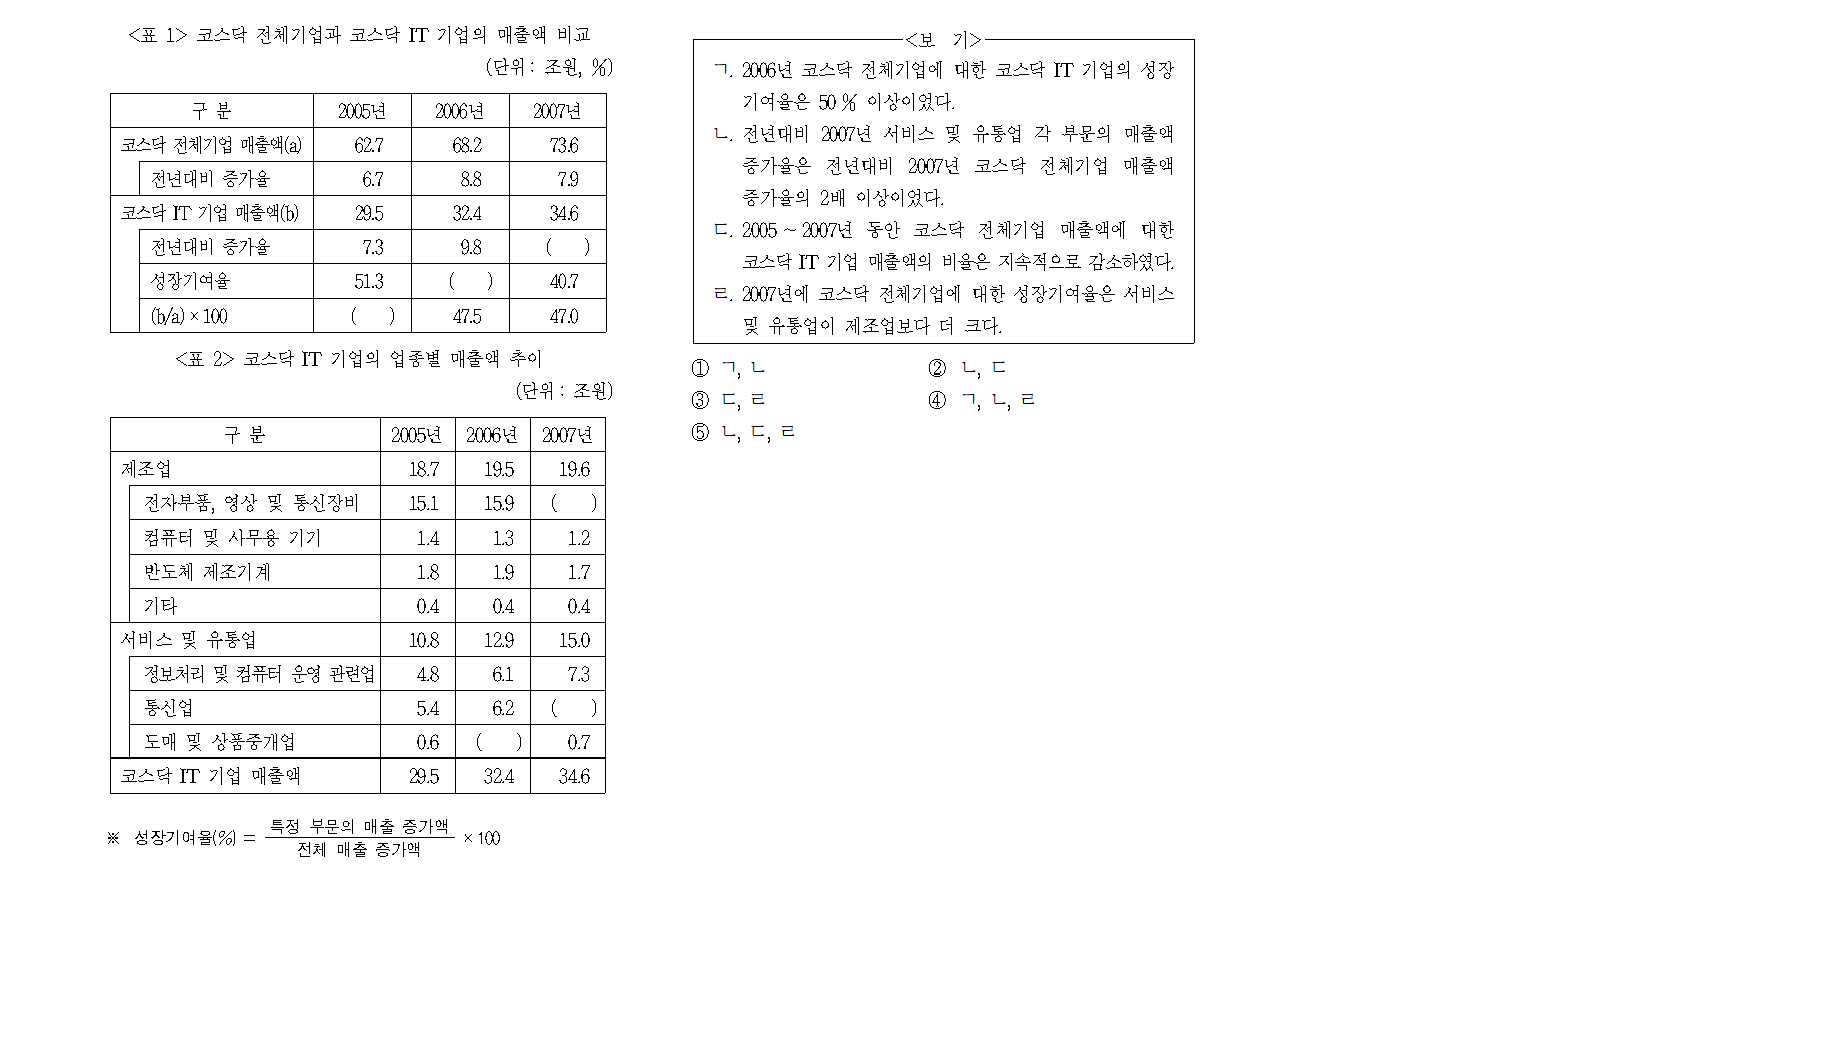 <표 1> 코스닥 전체기업과 코스닥 IT 기업의 매출액 비교
(단위 : 조원, %)
구 분 2005년 2006년 2007년
코스닥 전체기업 매출액(a) 62.7 68.2 73.6
전년대비 증가율 6.7 8.8 7.9
코스닥 IT 기업 매출액(b) 29.5 32.4 34.6
전년대비 증가율 7.3 9.8 ( )
성장기여율 51.3 ( ) 40.7
(b/a) × 100 ( ) 47.5 47.0
<표 2> 코스닥 IT 기업의 업종별 매출액 추이
(단위 : 조원)
구 분 2005년 2006년 2007년
제조업 18.7 19.5 19.6
전자부품, 영상 및 통신장비 15.1 15.9 ( )
컴퓨터 및 사무용 기기 1.4 1.3 1.2
반도체 제조기계 1.8 1.9 1.7
기타 0.4 0.4 0.4
서비스 및 유통업 10.8 12.9 15.0
정보처리 및 컴퓨터 운영 관련업 4.8 6.1 7.3
통신업 5.4 6.2 ( )
도매 및 상품중개업 0.6 ( ) 0.7
코스닥 IT 기업 매출액 29.5 32.4 34.6
※ 성장기여율(%) = 특정 부문의 매출 증가액 × 100
전체 매출 증가액
<보 기>
ㄱ. 2006년 코스닥 전체기업에 대한 코스닥 IT 기업의 성장
기여율은 50 % 이상이었다.
ㄴ. 전년대비 2007년 서비스 및 유통업 각 부문의 매출액
증가율은 전년대비 2007년 코스닥 전체기업 매출액
증가율의 2배 이상이었다.
ㄷ. 2005 ~ 2007년 동안 코스닥 전체기업 매출액에 대한
코스닥 IT 기업 매출액의 비율은 지속적으로 감소하였다.
ㄹ. 2007년에 코스닥 전체기업에 대한 성장기여율은 서비스
및 유통업이 제조업보다 더 크다.
① ㄱ, ㄴ ② ㄴ, ㄷ
③ ㄷ, ㄹ ④ ㄱ, ㄴ, ㄹ
⑤ ㄴ, ㄷ, ㄹ